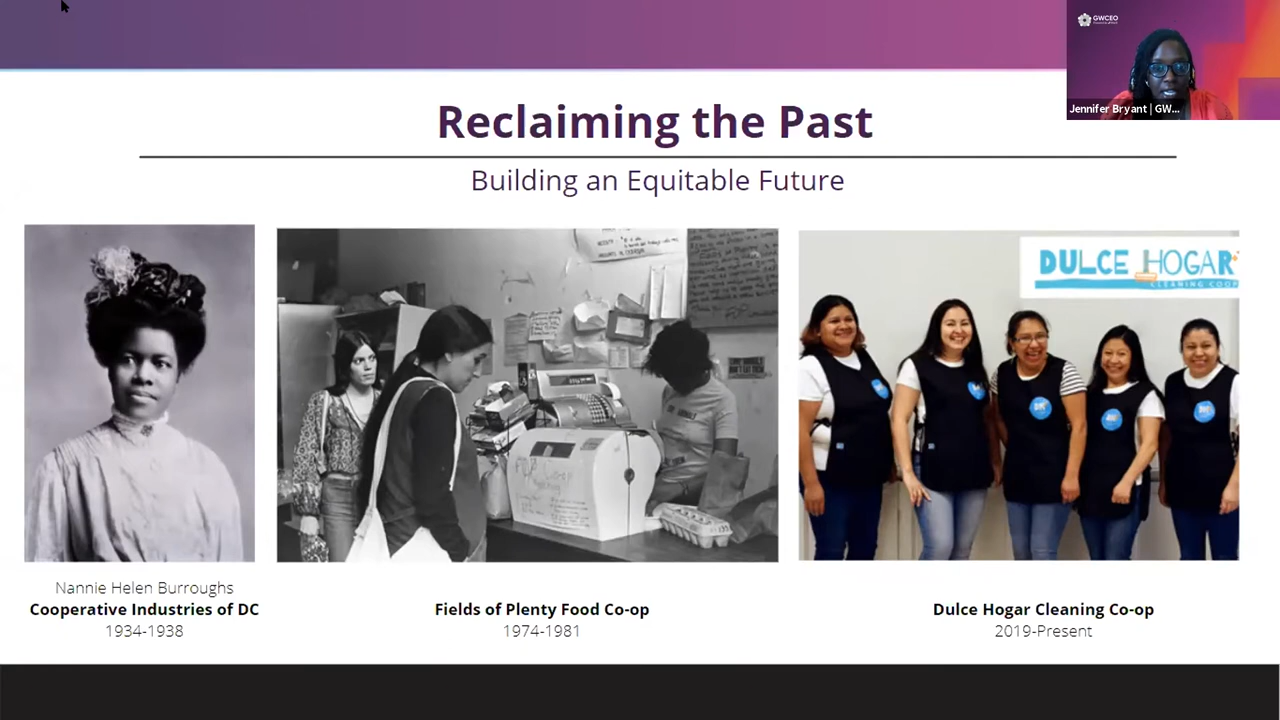 GWCEO
Jennifer Bryant | GW...
Reclaiming the Past
Building an Equitable Future
DULCE HOGAR
CLEANING COOP
Nannie Helen Burroughs
Cooperative Industries of DC
1934-1938
Fields of Plenty Food Co-op
1974-1981
Dulce Hogar Cleaning Co-op
2019-Present